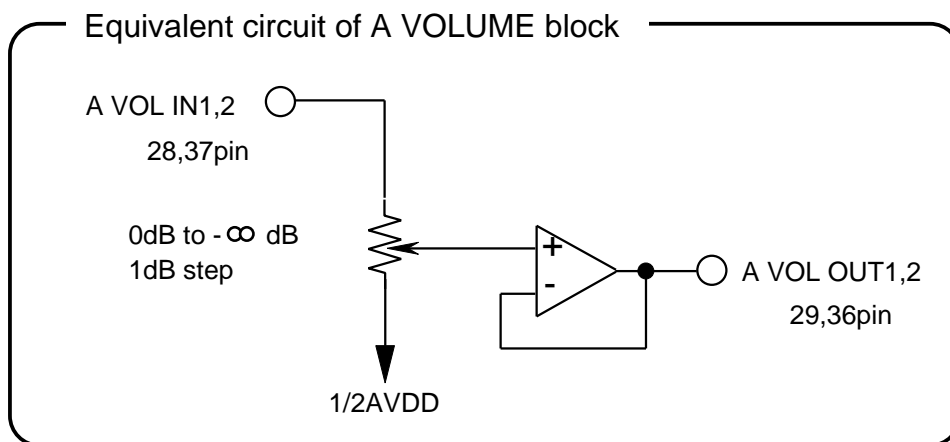 Equivalent circuit of A VOLUME block
A VOL IN1,2
28,37pin
0dB to - ∞ dB
1dB step
+
-
A VOL OUT1,2
29,36pin
1/2AVDD